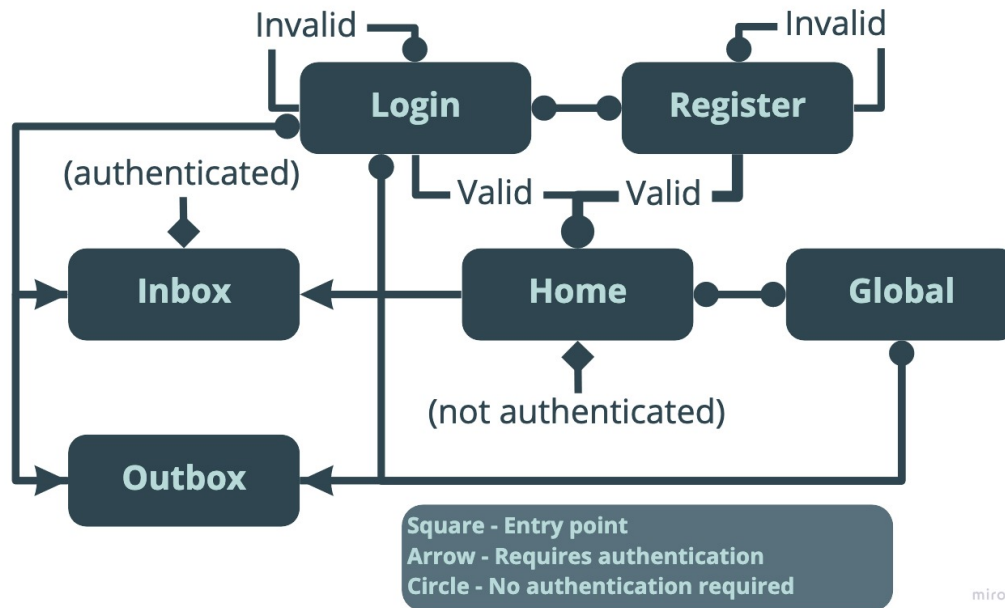 Invalid
Invalid
Login
Register
(authenticated)
Valid
Valid
Inbox
Home
Global
(not authenticated)
Outbox
Square - Entry point
Arrow - Requires authentication
Circle - No authentication required
miro